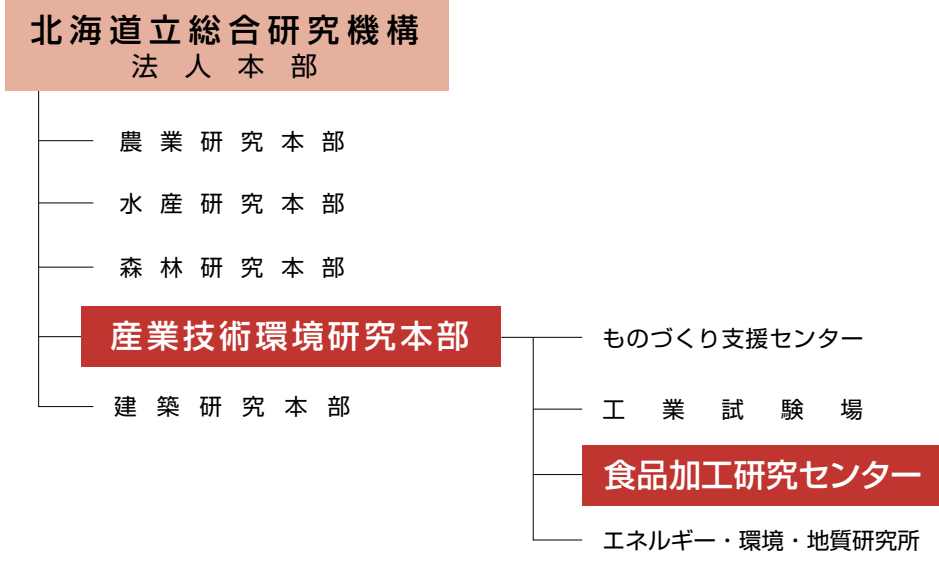 北海道立総合研究機構
法人本部
農業研究本部
水産研究本部
森林研究本部
産業技術環境研究本部
建築研究本部
ものづくり支援センター
工業試験場
食品加工研究センター
エネルギー・環境・地質研究所